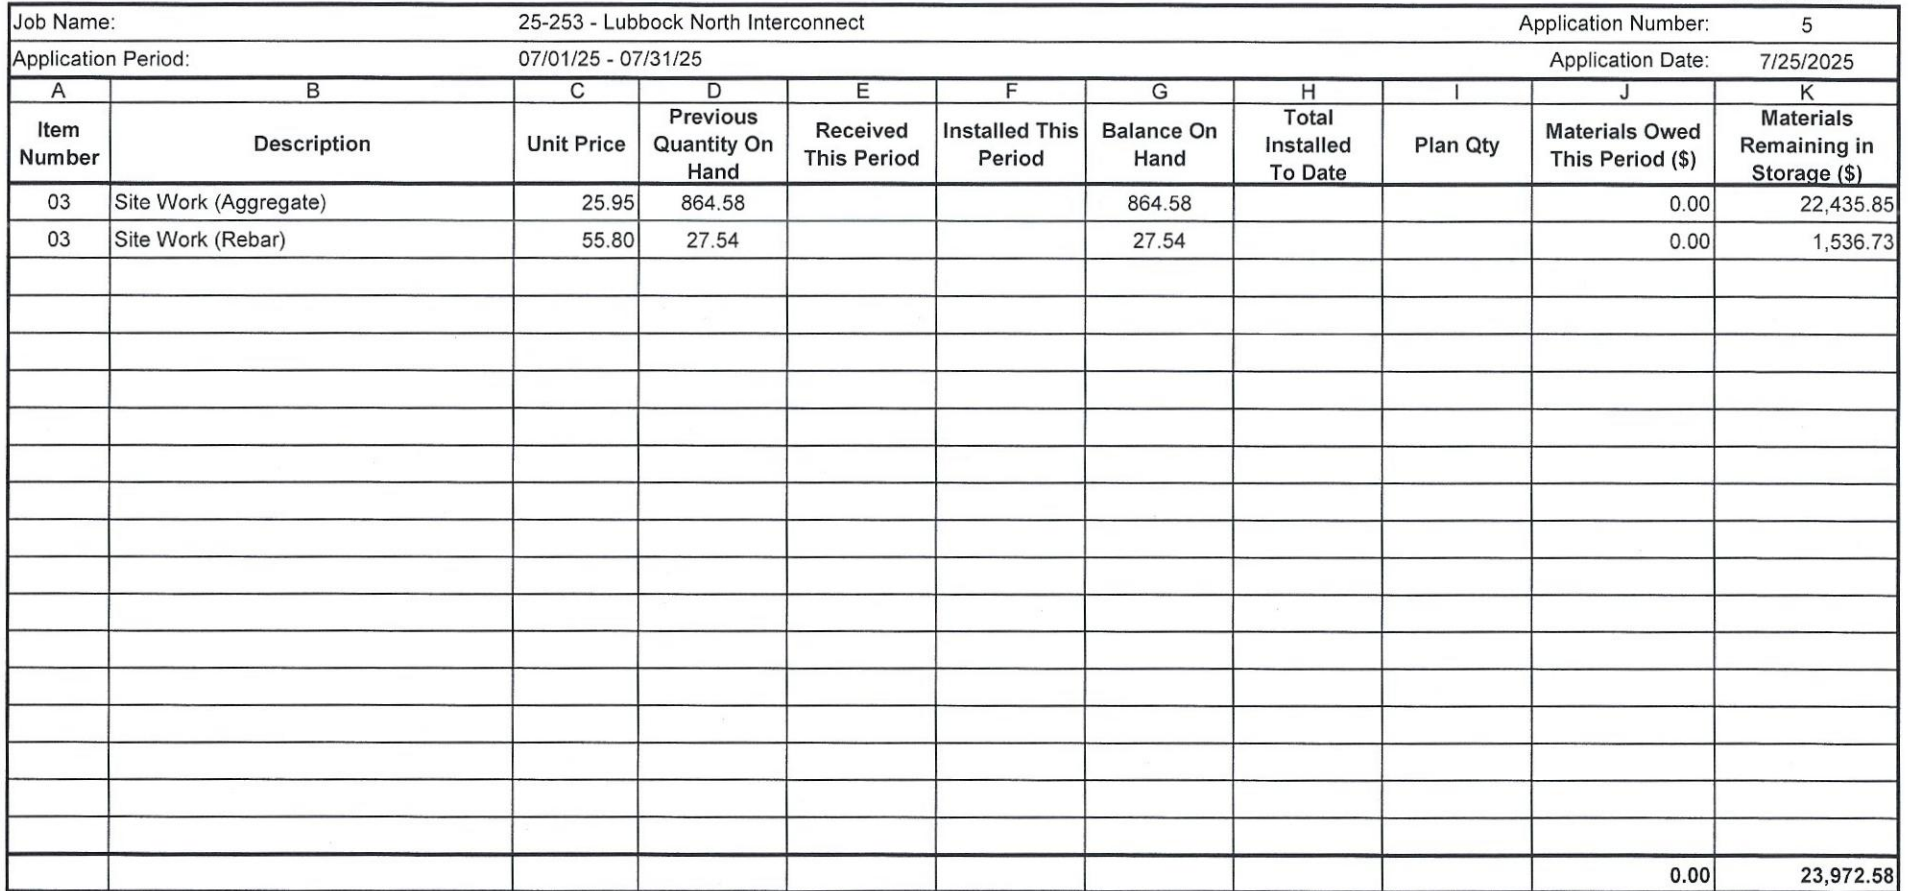 Job Name: 25-253 - Lubbock North Interconnect Application Number: 5
Application Period: 07/01/25 - 07/31/25 Application Date: 7/25/2025
A B C D E F G H I J K
Item Number Description Unit Price Previous Quantity On Hand Received This Period Installed This Period Balance On Hand Total Installed To Date Plan Qty Materials Owed This Period ($) Materials Remaining in Storage ($)
03 Site Work (Aggregate) 25.95 864.58 864.58 0.00 22,435.85
03 Site Work (Rebar) 55.80 27.54 27.54 0.00 1,536.73
0.00 23,972.58